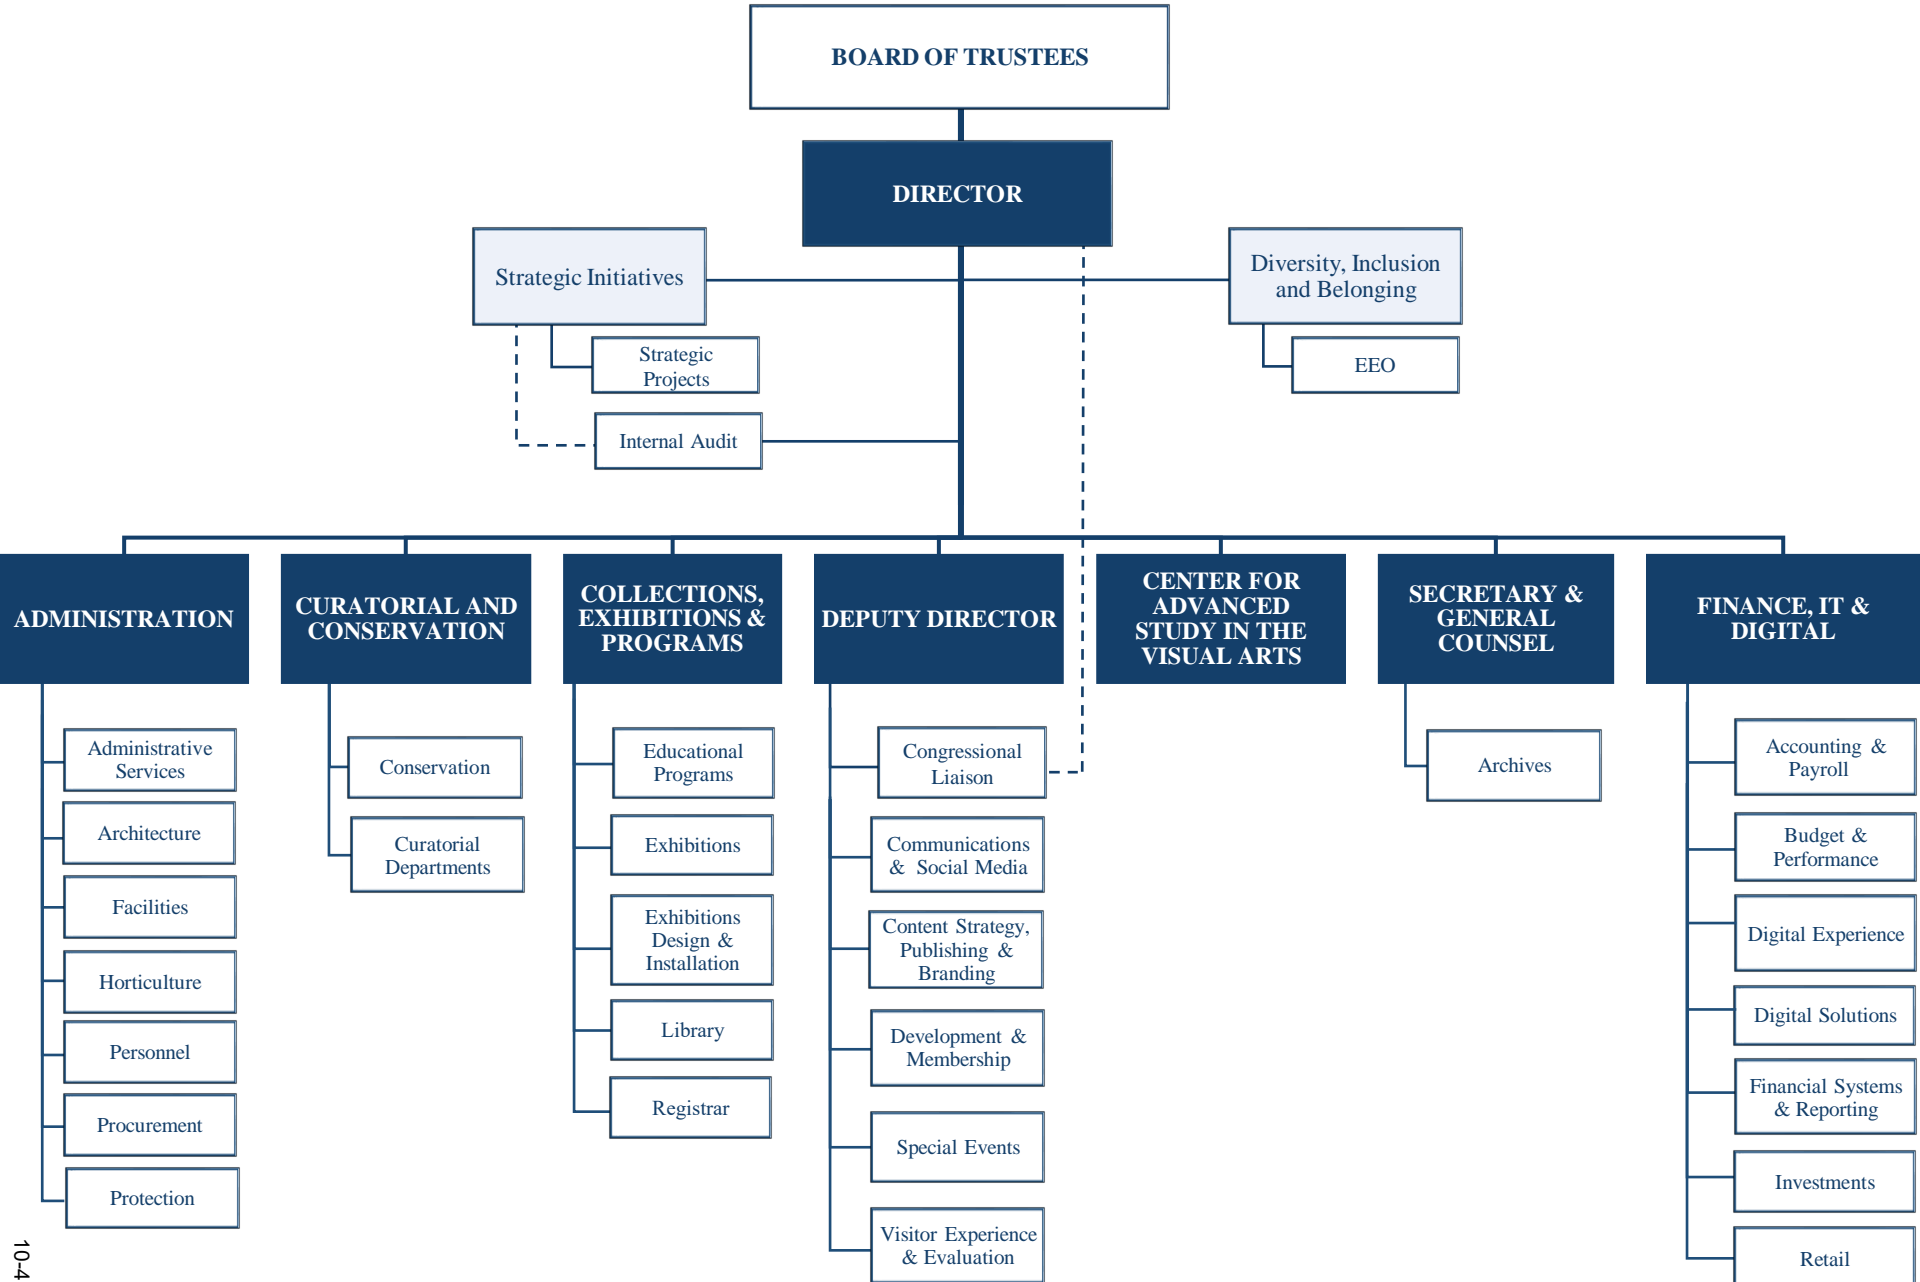 BOARD OF TRUSTEES
DIRECTOR
Strategic Initiatives
Diversity, Inclusion
and Belonging
Strategic
Projects
EEO
Internal Audit
ADMINISTRATION
CURATORIAL AND
CONSERVATION
COLLECTIONS,
EXHIBITIONS &
PROGRAMS
DEPUTY DIRECTOR
CENTER FOR
ADVANCED
STUDY IN THE
VISUAL ARTS
SECRETARY &
GENERAL
COUNSEL
FINANCE, IT &
DIGITAL
Administrative
Services
Architecture
Facilities
Horticulture
Personnel
Procurement
Protection
Conservation
Curatorial
Departments
Educational
Programs
Exhibitions
Exhibitions
Design &
Installation
Library
Registrar
Congressional
Liaison
Communications
& Social Media
Content Strategy,
Publishing &
Branding
Development &
Membership
Special Events
Visitor Experience
& Evaluation
Archives
Accounting &
Payroll
Budget &
Performance
Digital Experience
Digital Solutions
Financial Systems
& Reporting
Investments
Retail
10-4